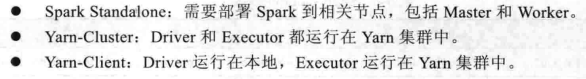 ● Spark Standalone：需要部署 Spark 到相关节点，包括 Master 和 Worker。
● Yarn-Cluster：Driver 和 Executor 都运行在 Yarn 集群中。
● Yarn-Client：Driver 运行在本地，Executor 运行在 Yarn 集群中。